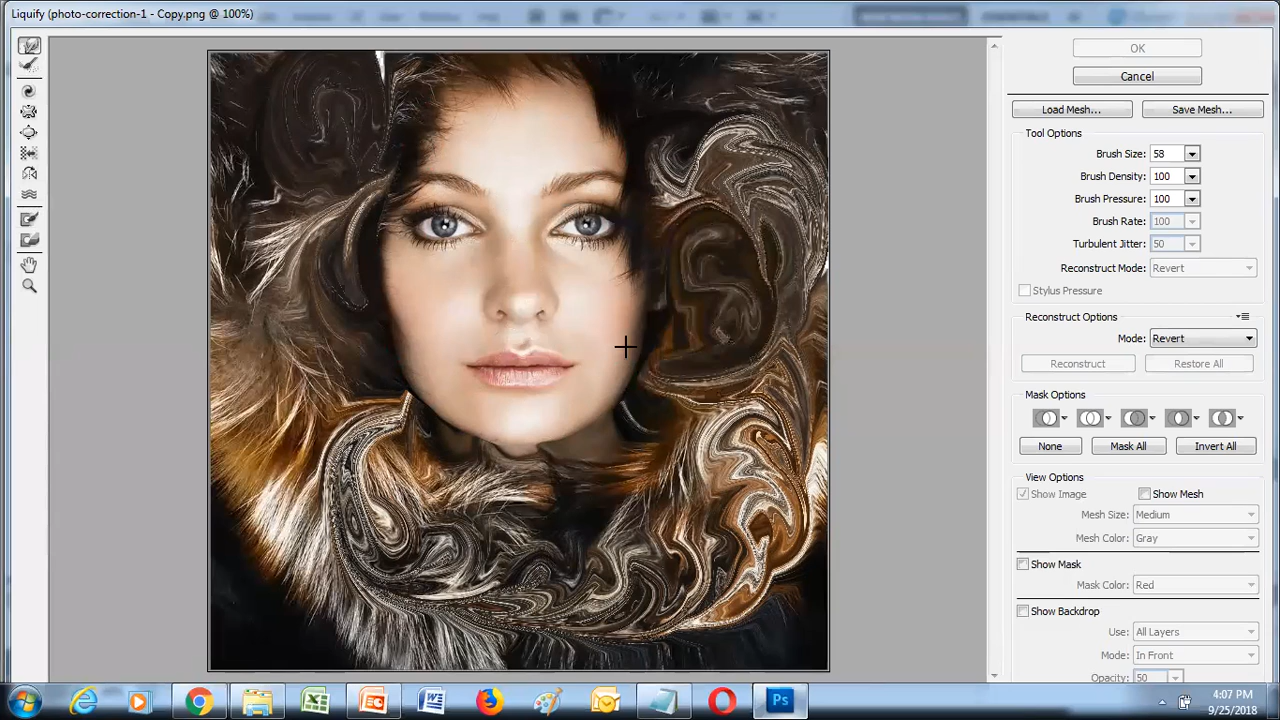 Liquify (photo-correction-1 - Copy.png @ 100%)
OK
Cancel
Load Mesh... Save Mesh...
Tool Options
Brush Size: 58
Brush Density: 100
Brush Pressure: 100
Brush Rate: 100
Turbulent Jitter: 50
Reconstruct Mode: Revert
Stylus Pressure
Reconstruct Options
Mode: Revert
Reconstruct Restore All
Mask Options
None Mask All Invert All
View Options
Show Image Show Mesh
Mesh Size: Medium
Mesh Color: Gray
Show Mask
Mask Color: Red
Show Backdrop
Use: All Layers
Mode: In Front
Opacity: 50
Ps
4:07 PM
9/25/2018